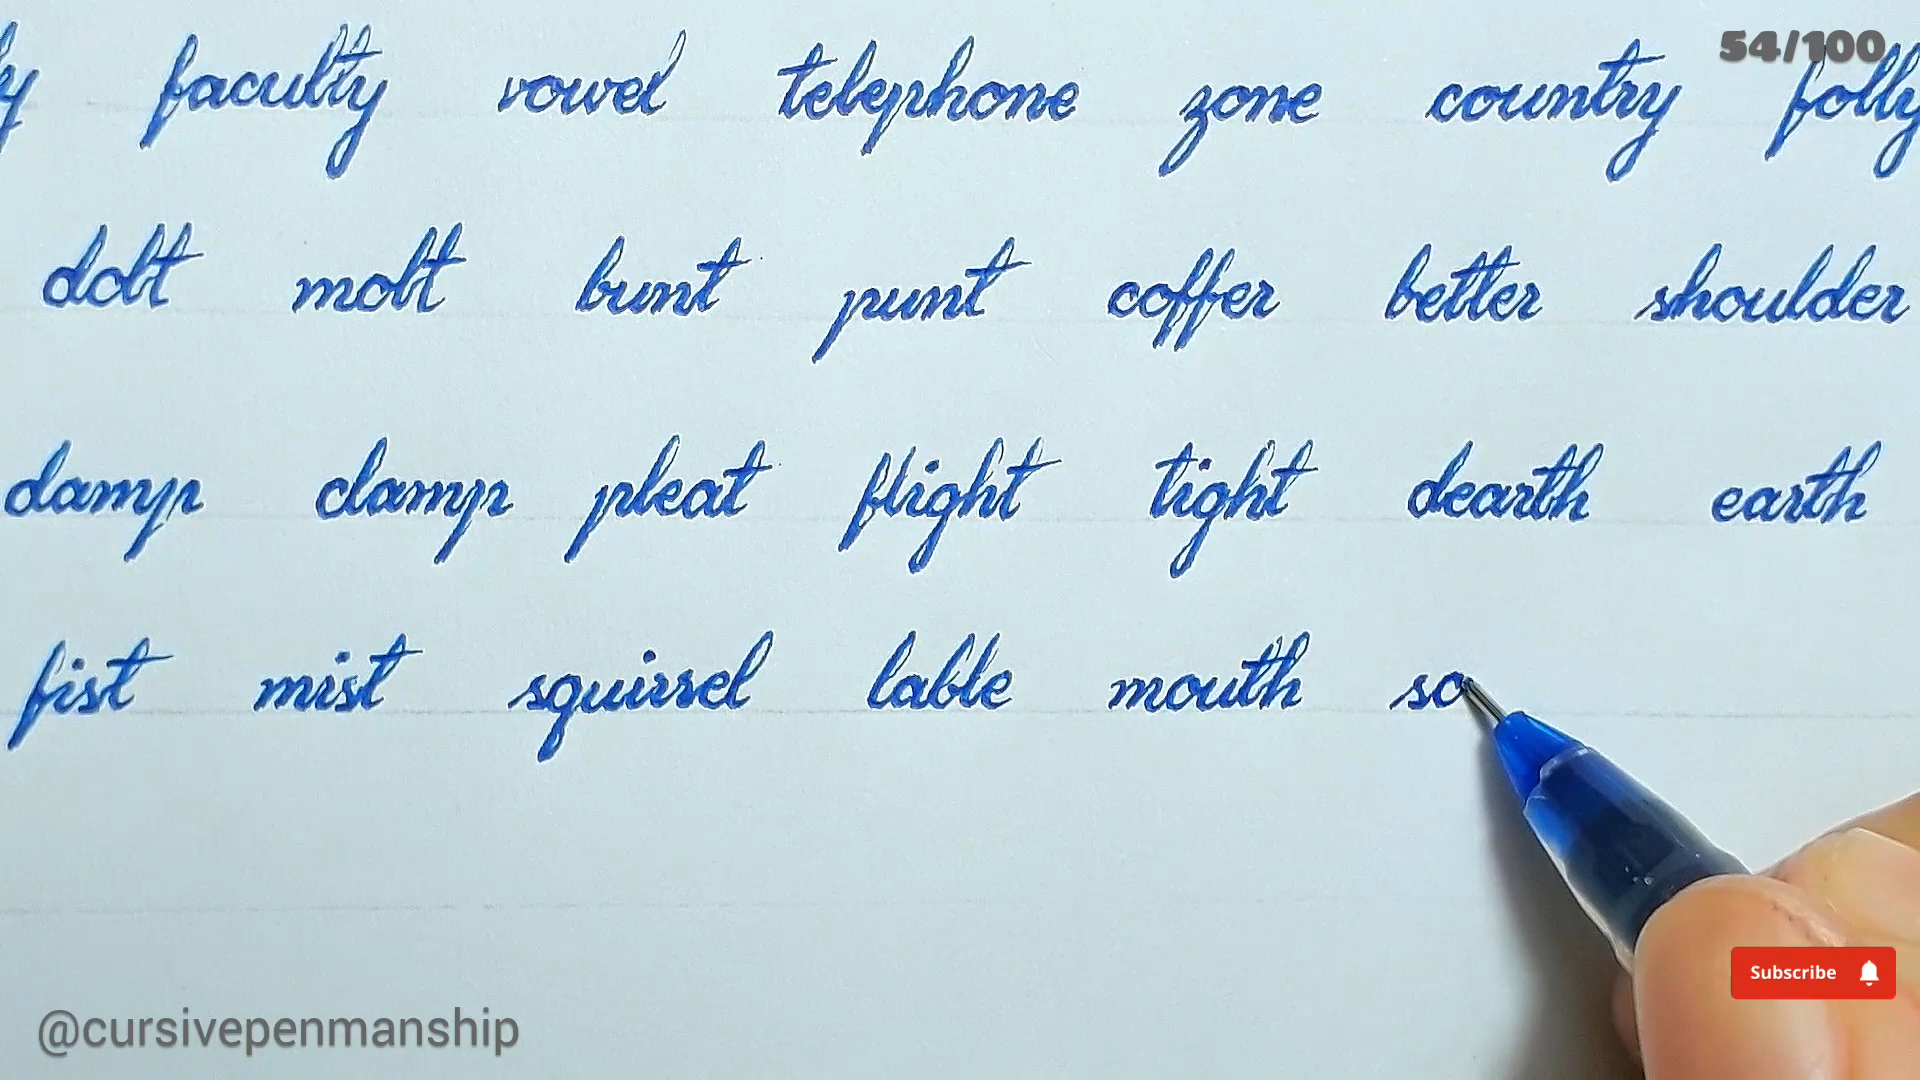 54/100
y faculty vowel telephone zone country folly
dolt molt bunt punt coffer better shoulder
damp clamp pleat flight tight dearth earth
fist mist squirrel lable mouth so
Subscribe
@cursivepenmanship